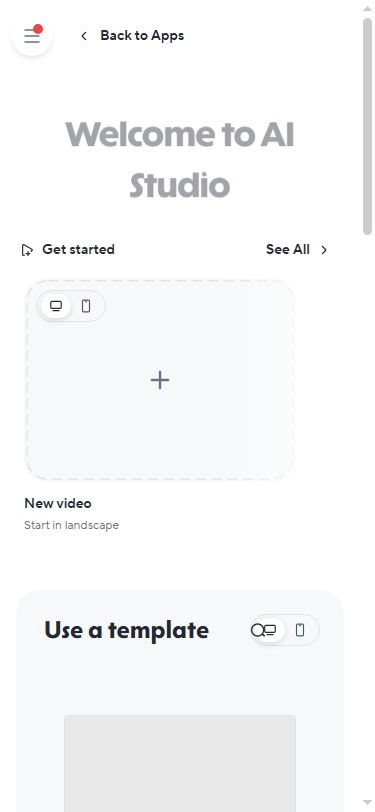 Back to Apps
Welcome to AI
Studio
Get started
See All
New video
Start in landscape
Use a template